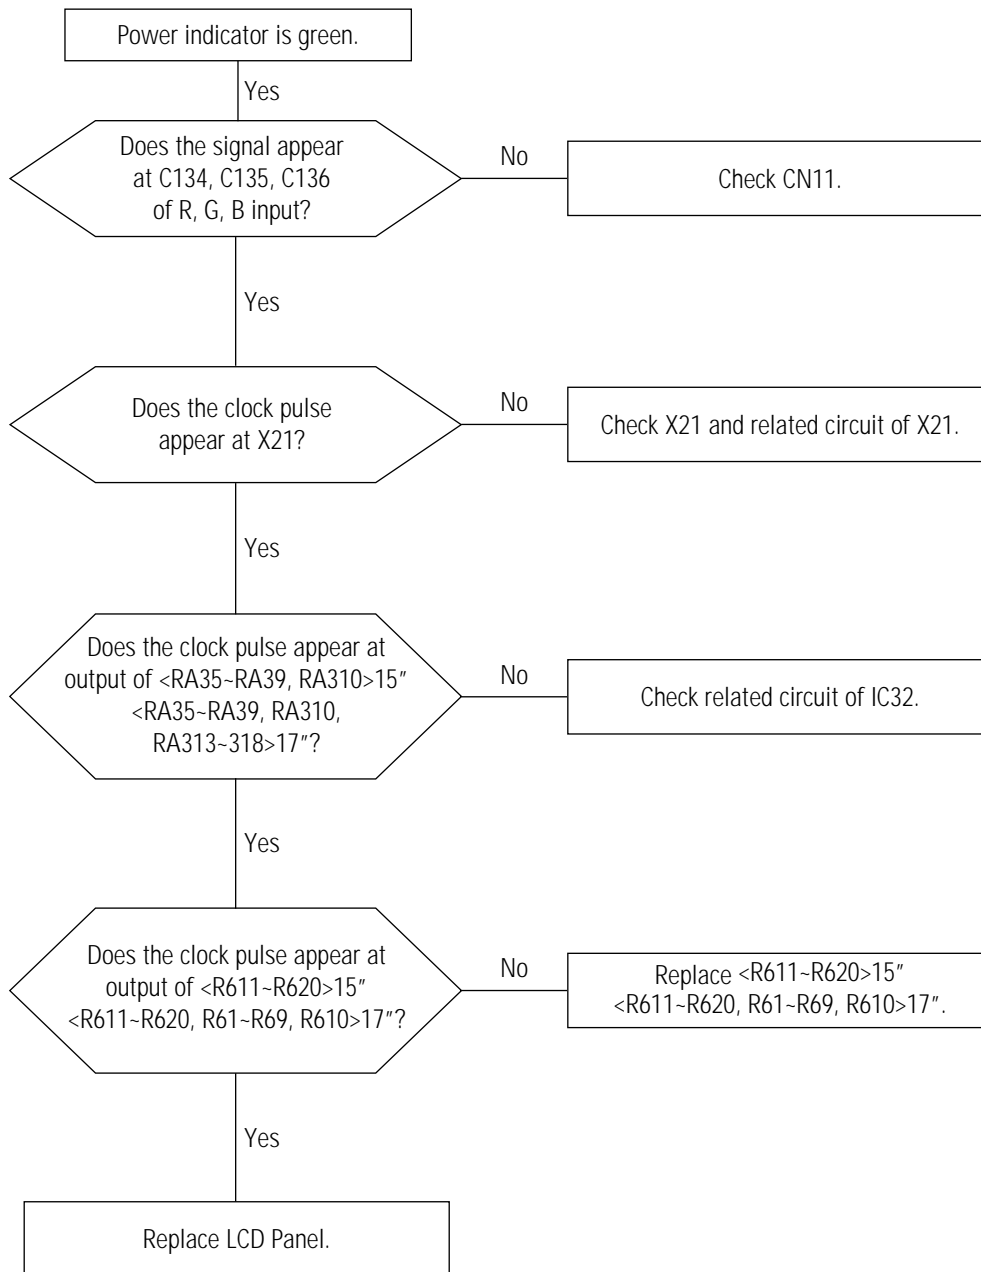 Power indicator is green.
Yes
Does the signal appear
at C134, C135, C136
of R, G, B input?
No
Check CN11.
Yes
Does the clock pulse
appear at X21?
No
Check X21 and related circuit of X21.
Yes
Does the clock pulse appear at
output of <RA35~RA39, RA310>15″
<RA35~RA39, RA310,
RA313~318>17″?
No
Check related circuit of IC32.
Yes
Does the clock pulse appear at
output of <R611~R620>15″
<R611~R620, R61~R69, R610>17″?
No
Replace <R611~R620>15″
<R611~R620, R61~R69, R610>17″.
Yes
Replace LCD Panel.